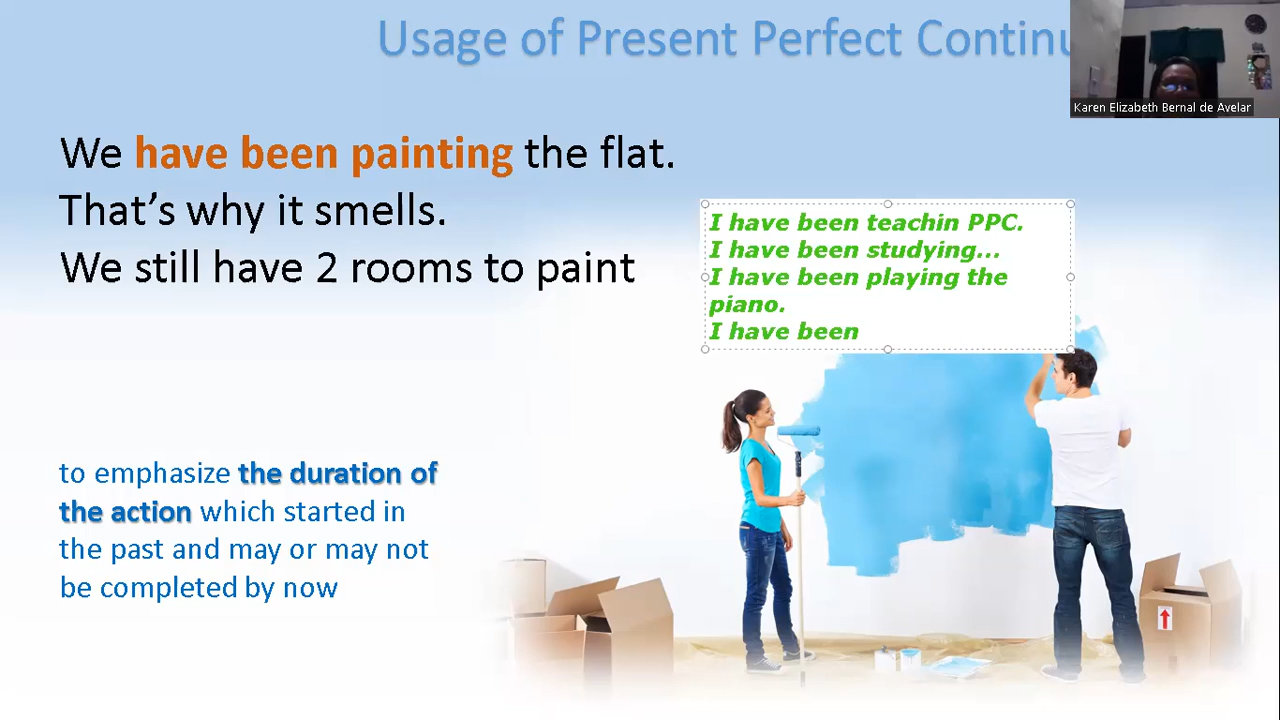 Usage of Present Perfect Continu
Karen Elizabeth Bernal de Avelar
We have been painting the flat.
That's why it smells.
We still have 2 rooms to paint
I have been teachin PPC.
I have been studying...
I have been playing the
piano.
I have been
to emphasize the duration of
the action which started in
the past and may or may not
be completed by now